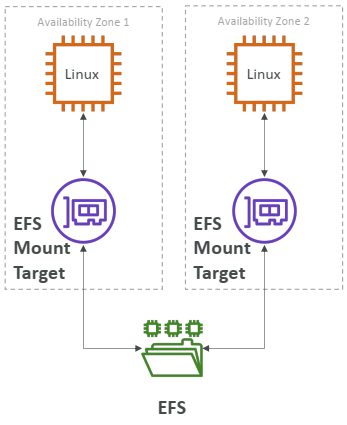 Availability Zone 1
Availability Zone 2
Linux
Linux
EFS
Mount
Target
EFS
Mount
Target
EFS